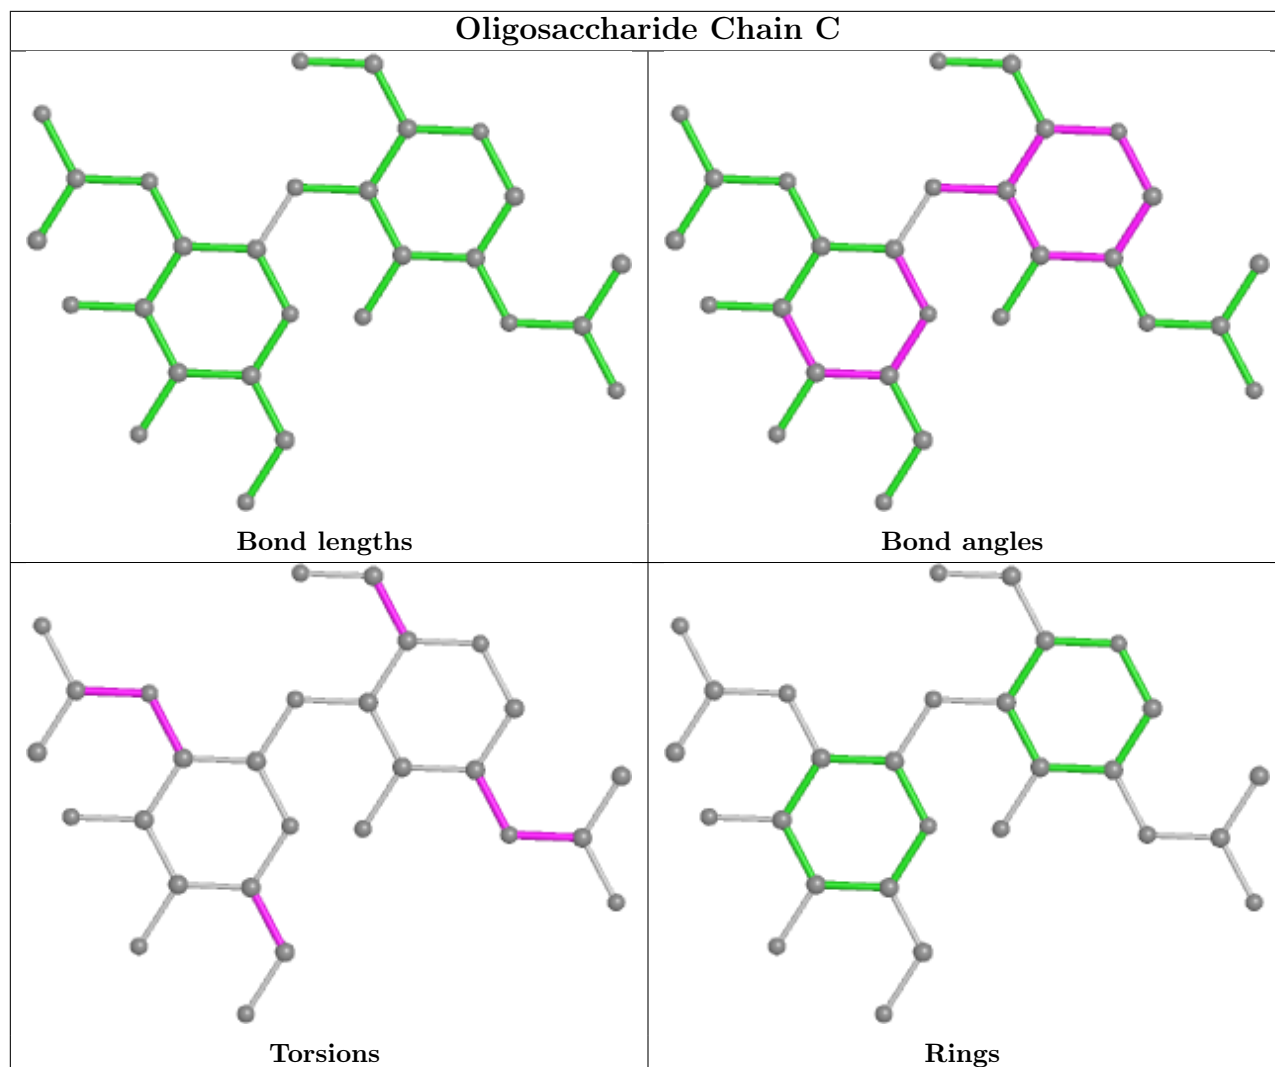 Oligosaccharide Chain C
Bond lengths
Bond angles
Torsions
Rings